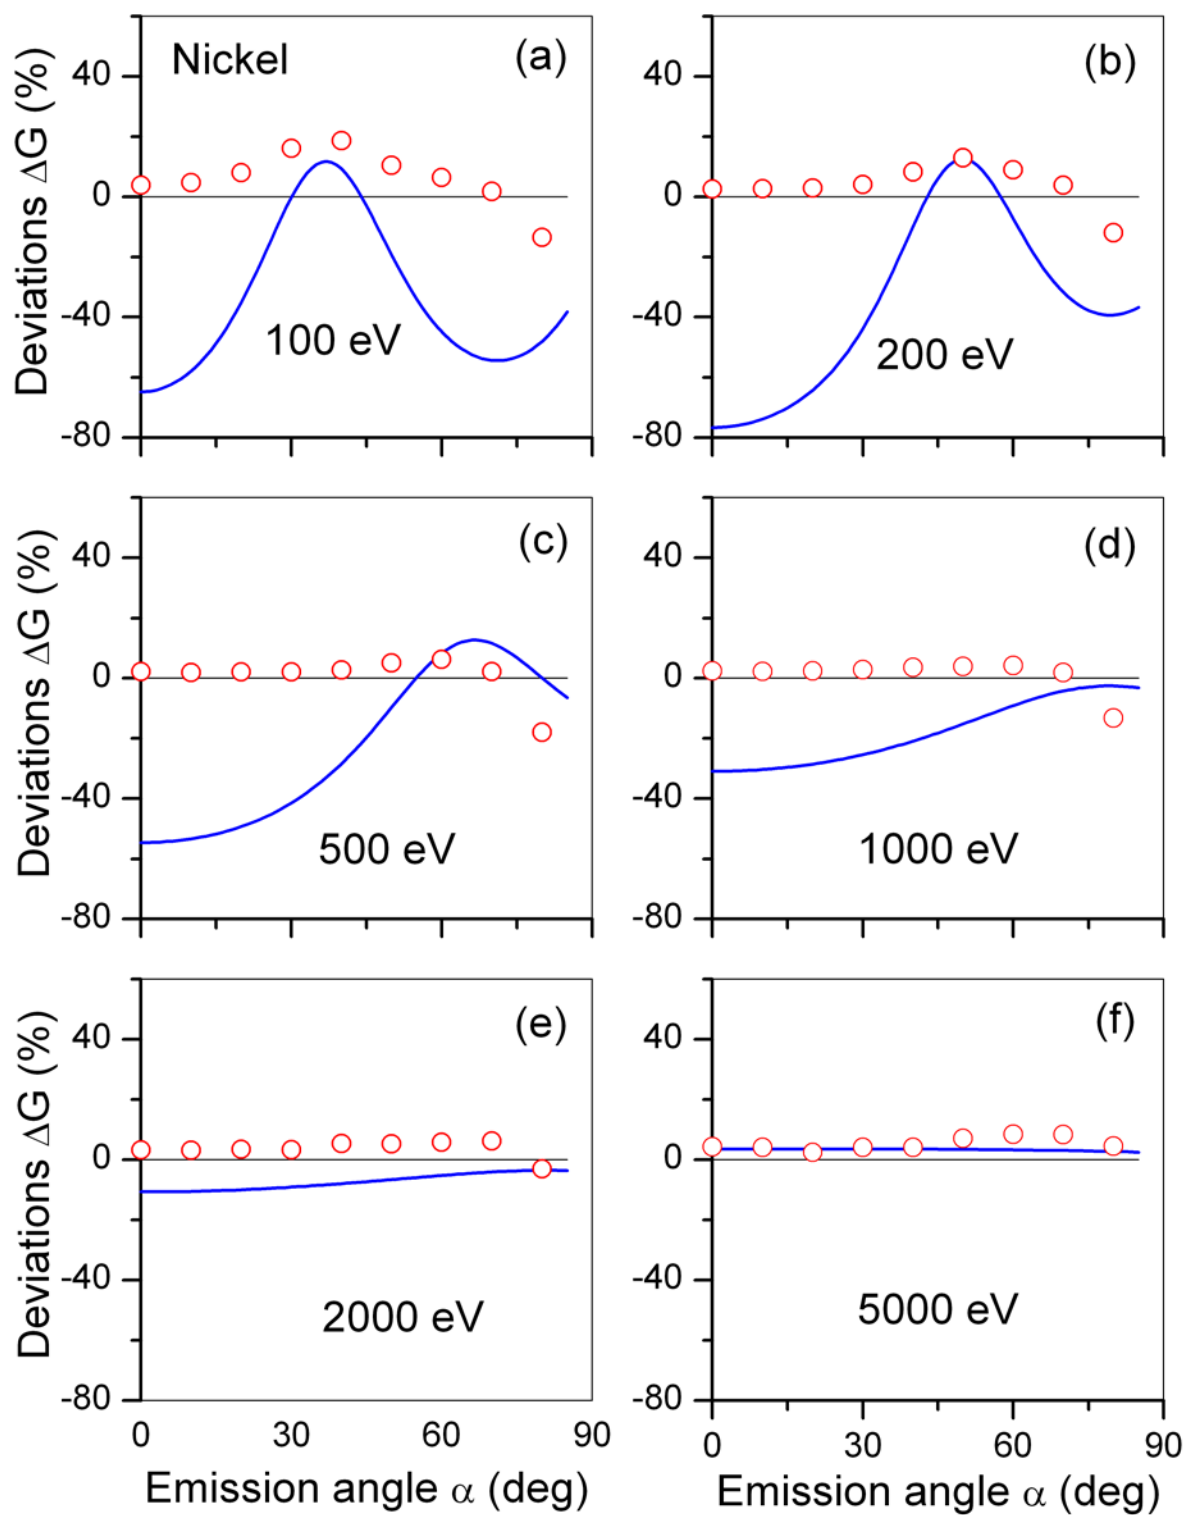 Nickel
(a)
Deviations ΔG (%)
40
0
-40
-80
100 eV
(b)
40
0
-40
-80
200 eV
(c)
Deviations ΔG (%)
40
0
-40
-80
500 eV
(d)
40
0
-40
-80
1000 eV
(e)
Deviations ΔG (%)
40
0
-40
-80
2000 eV
0 30 60 90
Emission angle α (deg)
(f)
40
0
-40
-80
5000 eV
0 30 60 90
Emission angle α (deg)